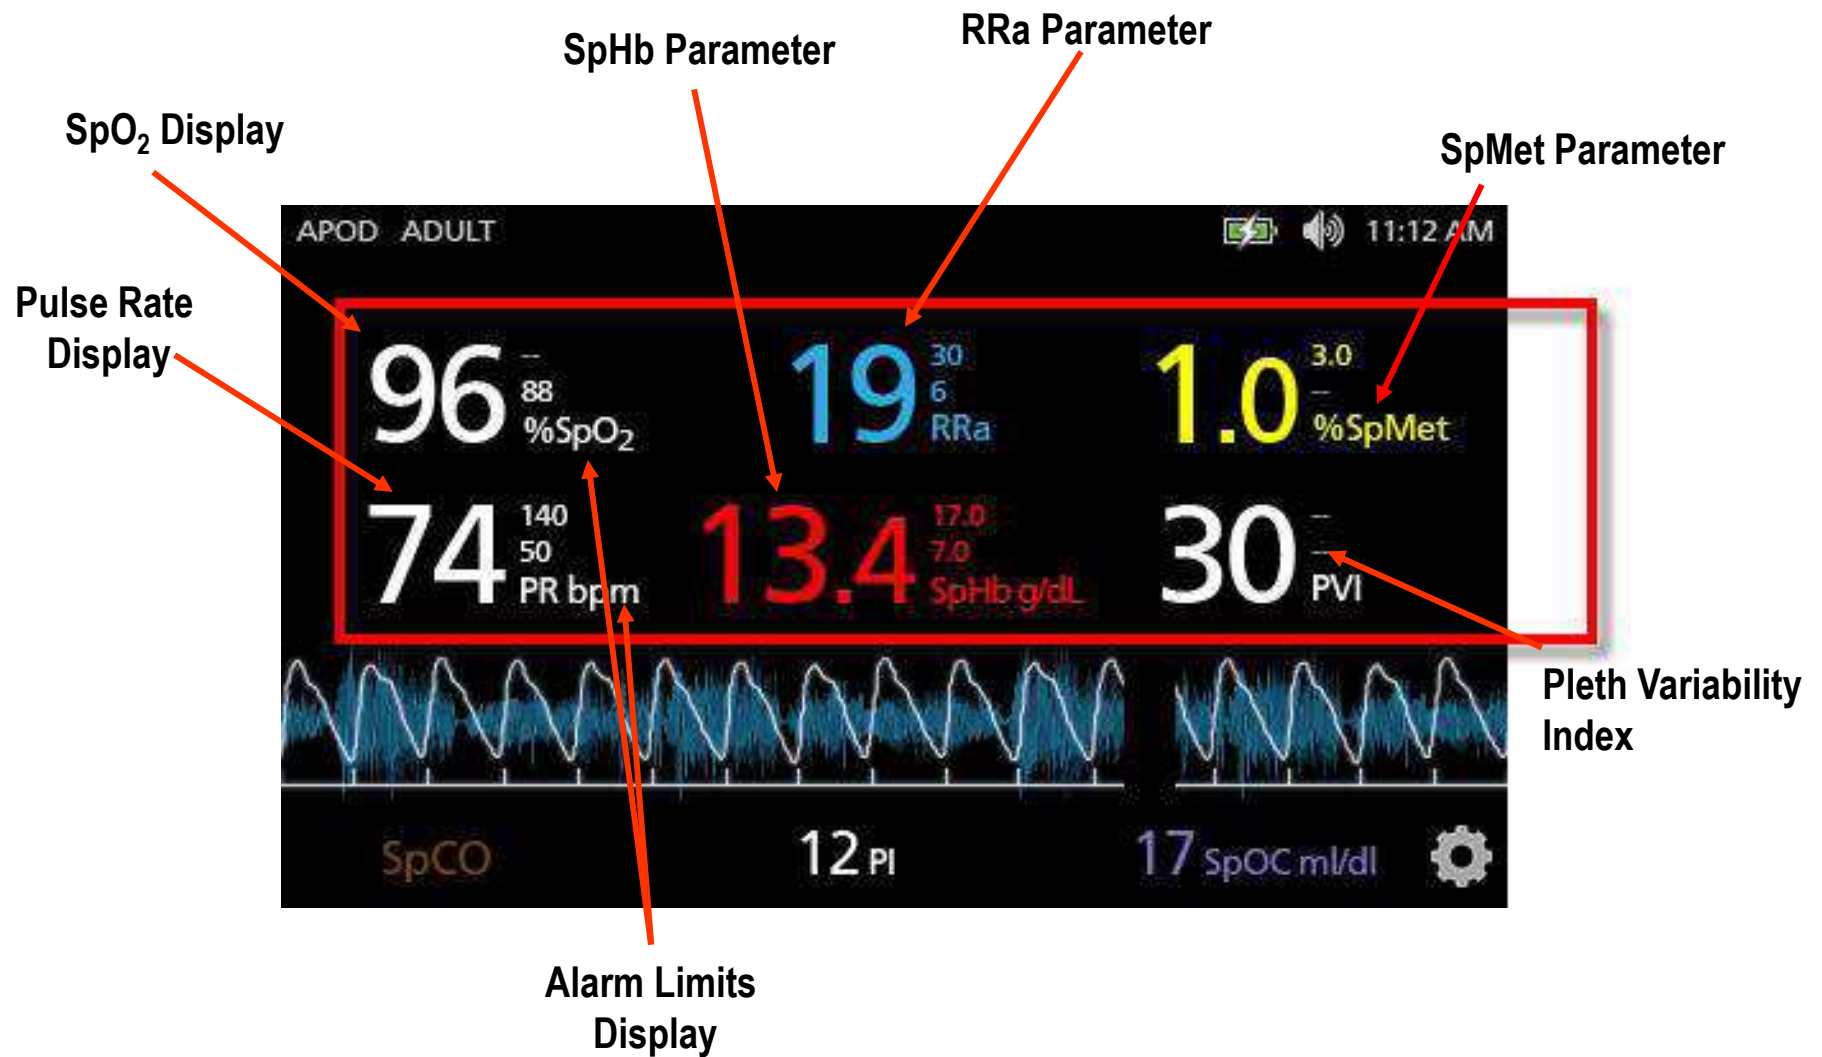 RRa Parameter
SpHb Parameter
SpO₂ Display
SpMet Parameter
APOD ADULT
11:12 AM
Pulse Rate
Display
96
--
88
%SpO₂
19
30
6
RRa
1.0
3.0
--
%SpMet
74
140
50
PR bpm
13.4
17.0
7.0
SpHb g/dL
30
--
--
PVI
Pleth Variability
Index
SpCO
12 PI
17 SpOC ml/dl
Alarm Limits
Display